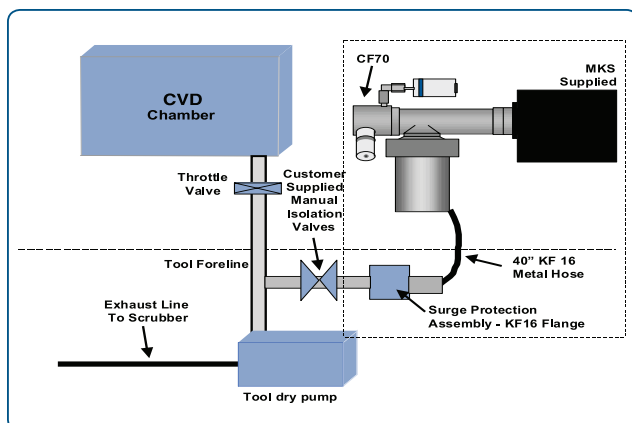 CF70
MKS
Supplied
CVD
Chamber
Throttle
Valve
Customer
Supplied
Manual
Isolation
Valves
Tool Foreline
40” KF 16
Metal Hose
Exhaust Line
To Scrubber
Surge Protection
Assembly - KF16 Flange
Tool dry pump